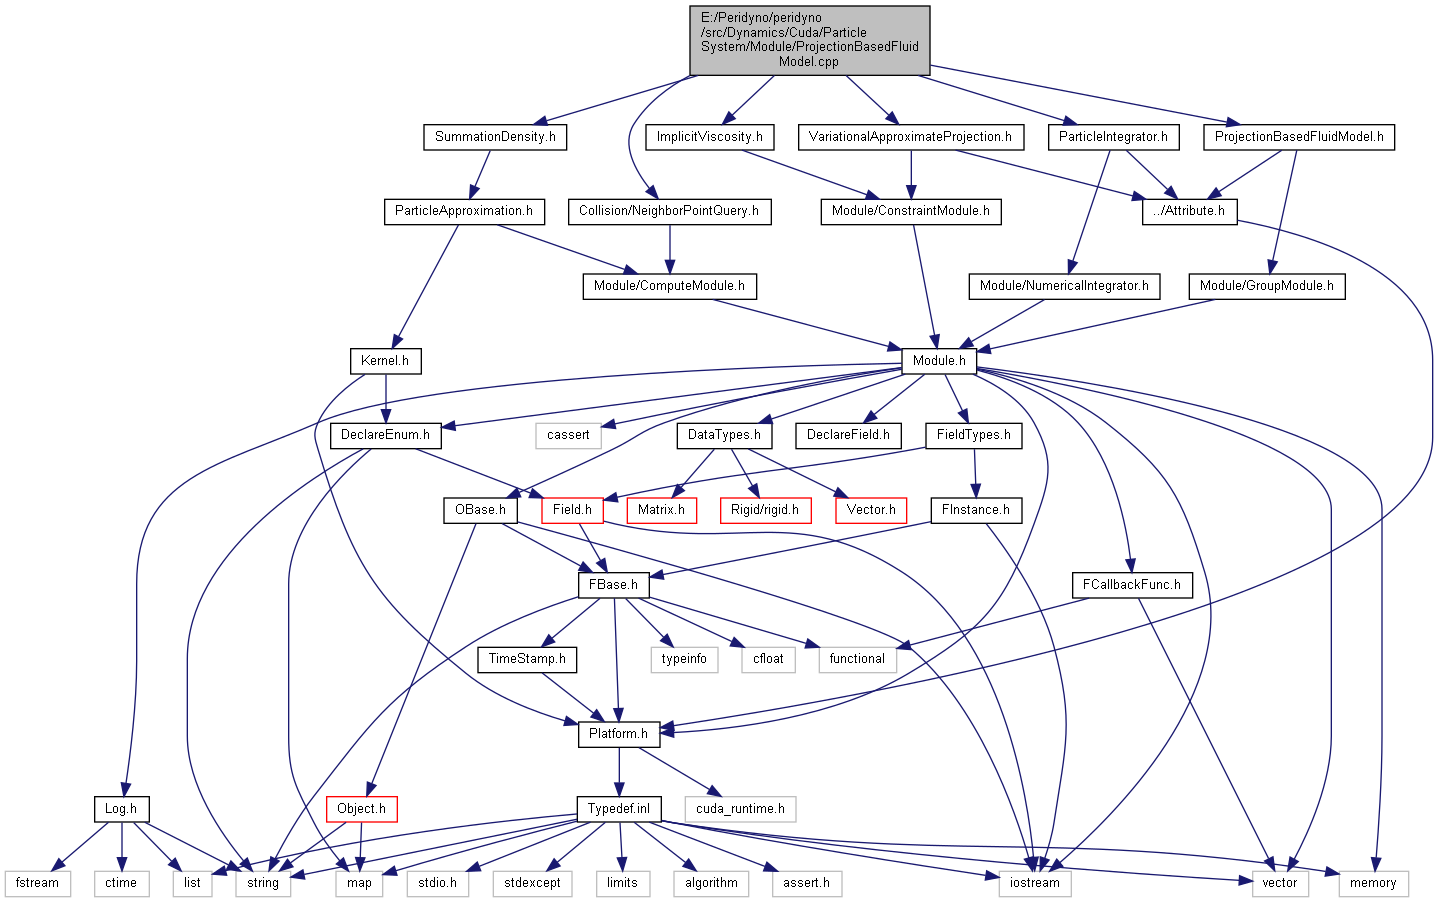 E:/Peridyno/peridyno
/src/Dynamics/Cuda/Particle
System/Module/ProjectionBasedFluid
Model.cpp
SummationDensity.h
ImplicitViscosity.h
VariationalApproximateProjection.h
ParticleIntegrator.h
ProjectionBasedFluidModel.h
ParticleApproximation.h
Collision/NeighborPointQuery.h
Module/ConstraintModule.h
../Attribute.h
Module/ComputeModule.h
Module/NumericalIntegrator.h
Module/GroupModule.h
Kernel.h
Module.h
DeclareEnum.h
cassert
DataTypes.h
DeclareField.h
FieldTypes.h
OBase.h
Field.h
Matrix.h
Rigid/rigid.h
Vector.h
FInstance.h
FBase.h
FCallbackFunc.h
TimeStamp.h
typeinfo
cfloat
functional
Platform.h
Log.h
Object.h
Typedef.inl
cuda_runtime.h
fstream
ctime
list
string
map
stdio.h
stdexcept
limits
algorithm
assert.h
iostream
vector
memory